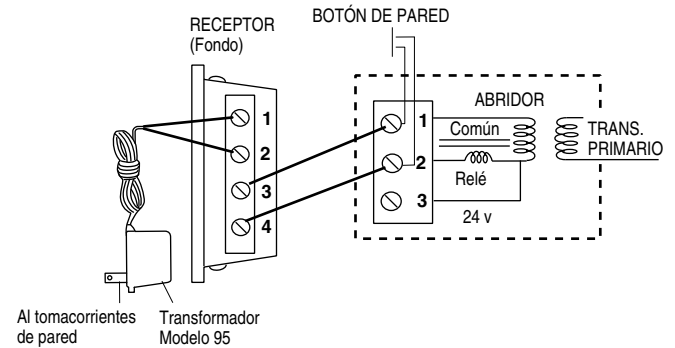 BOTÓN DE PARED
RECEPTOR
(Fondo)
1
2
3
4
ABRIDOR
1
Común
2
Relé
3
24 v
TRANS.
PRIMARIO
Al tomacorrientes
de pared
Transformador
Modelo 95